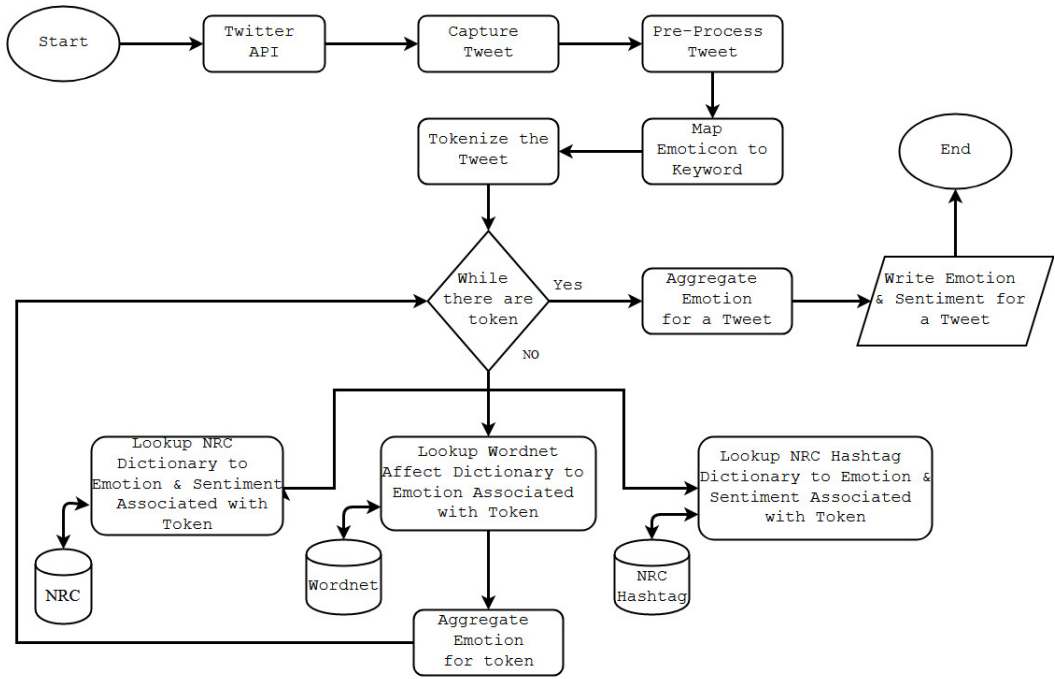 Start
Twitter
API
Capture
Tweet
Pre-Process
Tweet
Tokenize the
Tweet
Map
Emoticon to
Keyword
End
While
there are
token
Yes
NO
Aggregate
Emotion
for a Tweet
Write Emotion
& Sentiment for
a Tweet
Lookup NRC
Dictionary to
Emotion & Sentiment
Associated with
Token
Lookup Wordnet
Affect Dictionary to
Emotion Associated
with Token
Lookup NRC Hashtag
Dictionary to Emotion &
Sentiment Associated
with Token
NRC
Wordnet
NRC
Hashtag
Aggregate
Emotion
for token